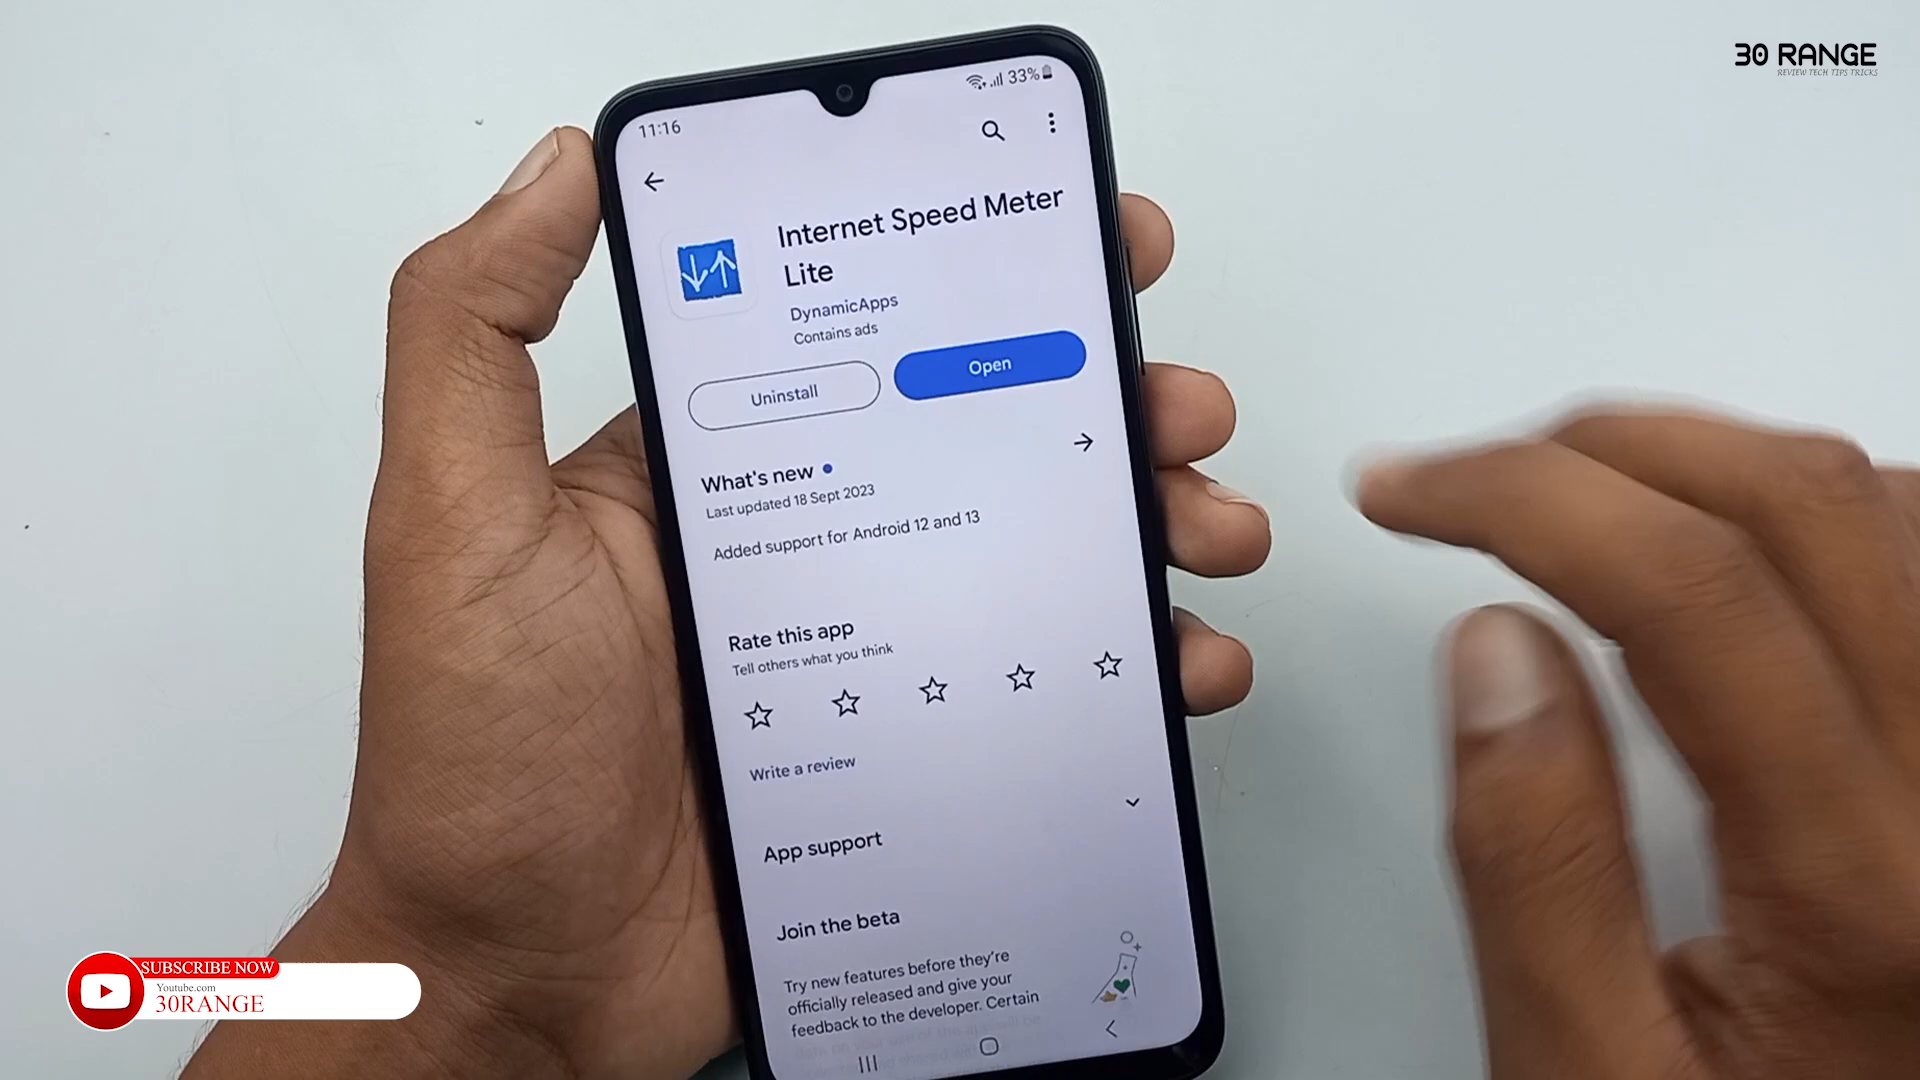 30 RANGE
REVIEW TECH TIPS TRICKS
11:16
33%
Internet Speed Meter
Lite
DynamicApps
Contains ads
Uninstall
Open
What's new
Last updated 18 Sept 2023
Added support for Android 12 and 13
Rate this app
Tell others what you think
Write a review
App support
Join the beta
Try new features before they're
officially released and give your
feedback to the developer. Certain
SUBSCRIBE NOW
Youtube.com
30RANGE